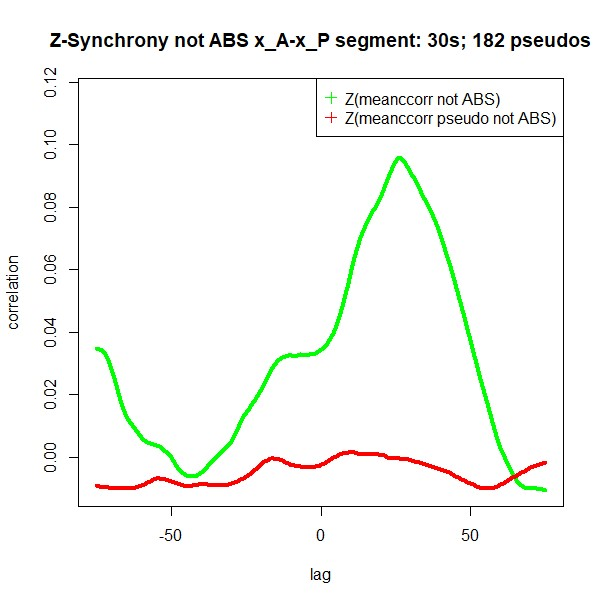 Z-Synchrony not ABS x_A-x_P segment: 30s; 182 pseudos
Z(meanccorr not ABS)
Z(meanccorr pseudo not ABS)
correlation
0.12
0.10
0.08
0.06
0.04
0.02
0.00
-50
0
50
lag